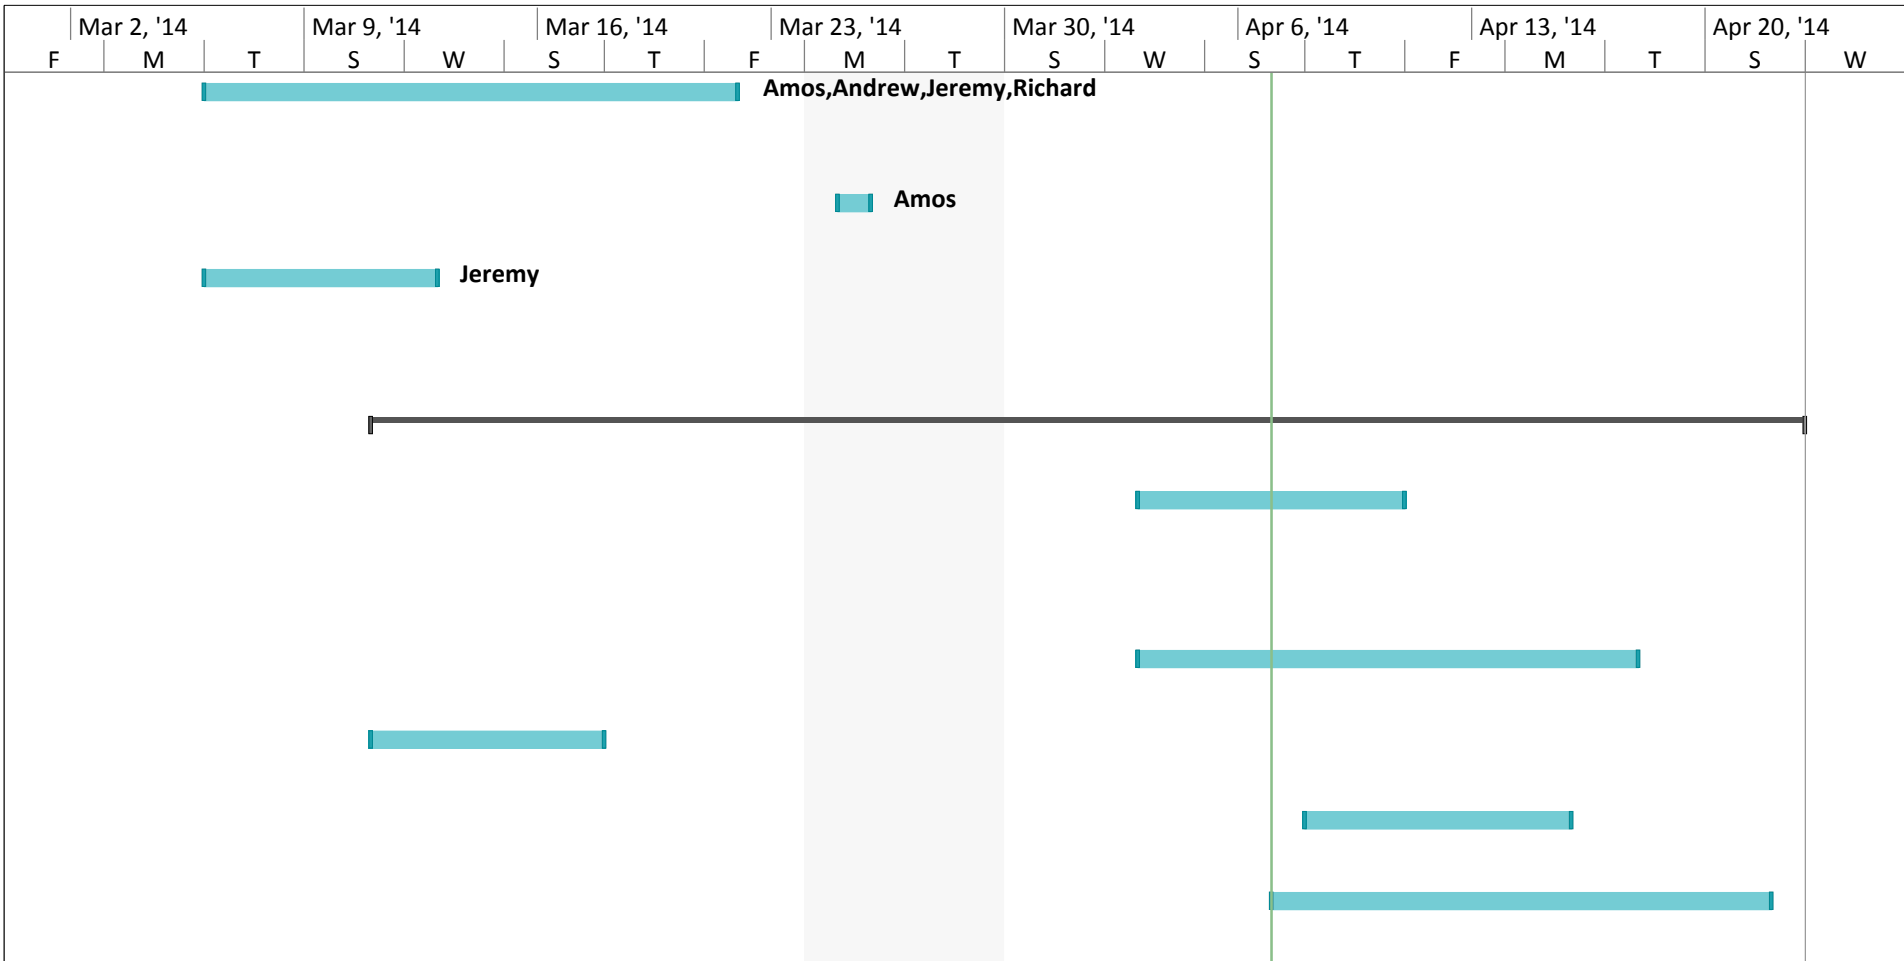 Mar 2, '14 Mar 9, '14 Mar 16, '14 Mar 23, '14 Mar 30, '14 Apr 6, '14 Apr 13, '14 Apr 20, '14
F M T S W S T F M T S W S T F M T S W
Amos,Andrew,Jeremy,Richard
Amos
Jeremy